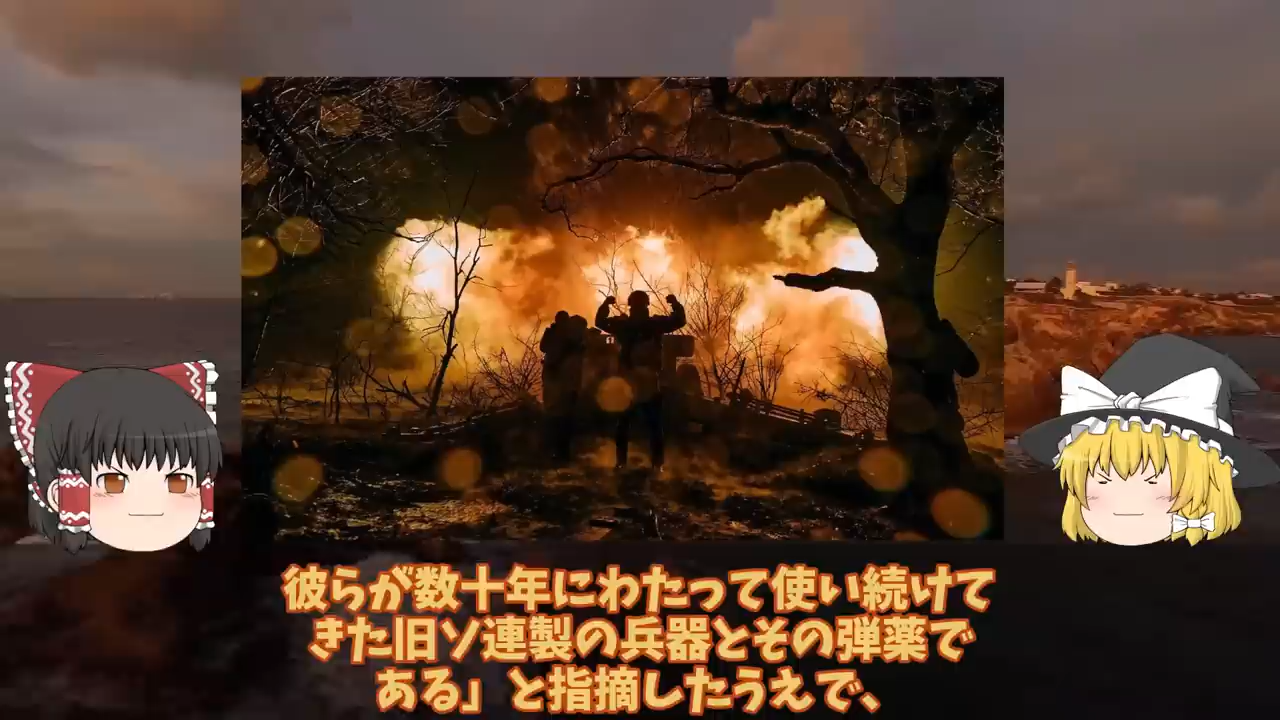 彼らが数十年にわたって使い続けて
きた旧ソ連製の兵器とその弾薬で
ある」と指摘したうえで、